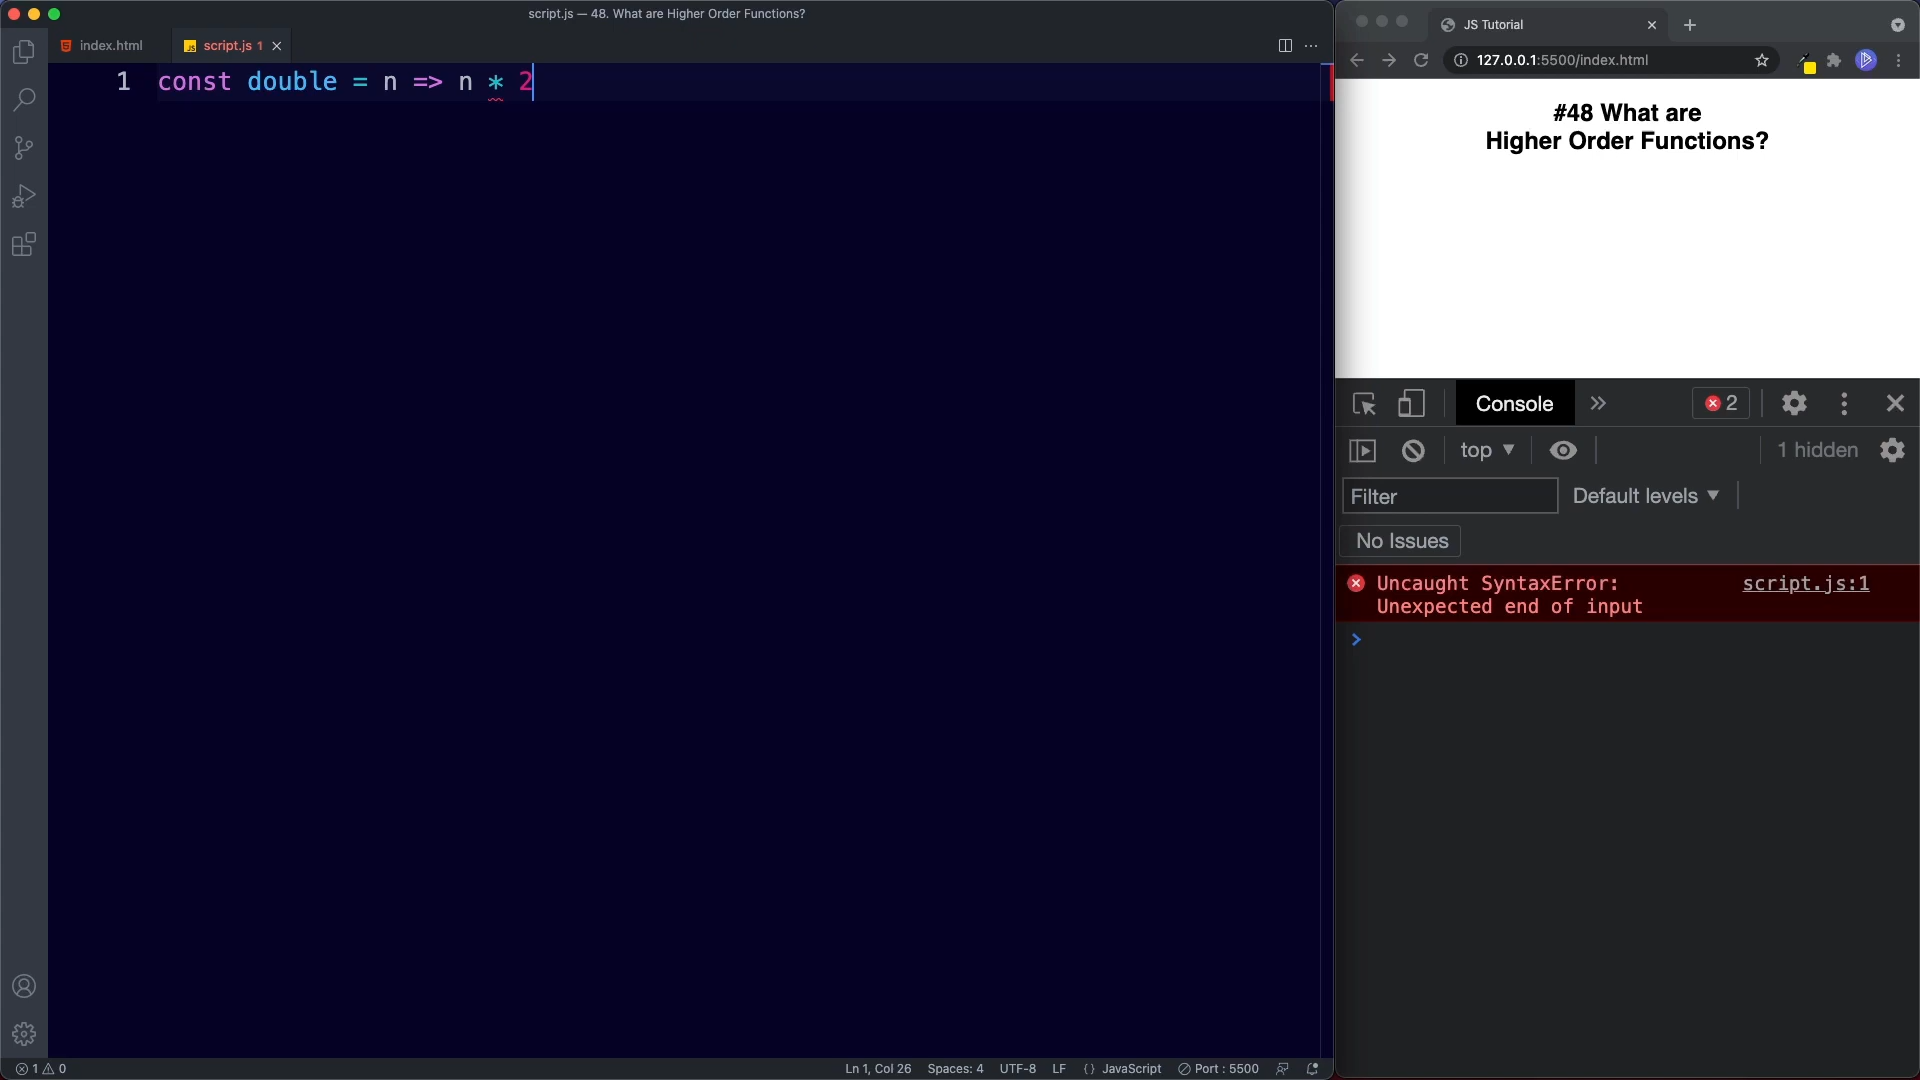 script.js — 48. What are Higher Order Functions?
index.html
script.js 1
1 const double = n => n * 2
1 0
Ln 1, Col 26 Spaces: 4 UTF-8 LF {} JavaScript Port : 5500
JS Tutorial
127.0.0.1:5500/index.html
#48 What are
Higher Order Functions?
Console » 2
top 1 hidden
Filter Default levels
No Issues
Uncaught SyntaxError: script.js:1
Unexpected end of input